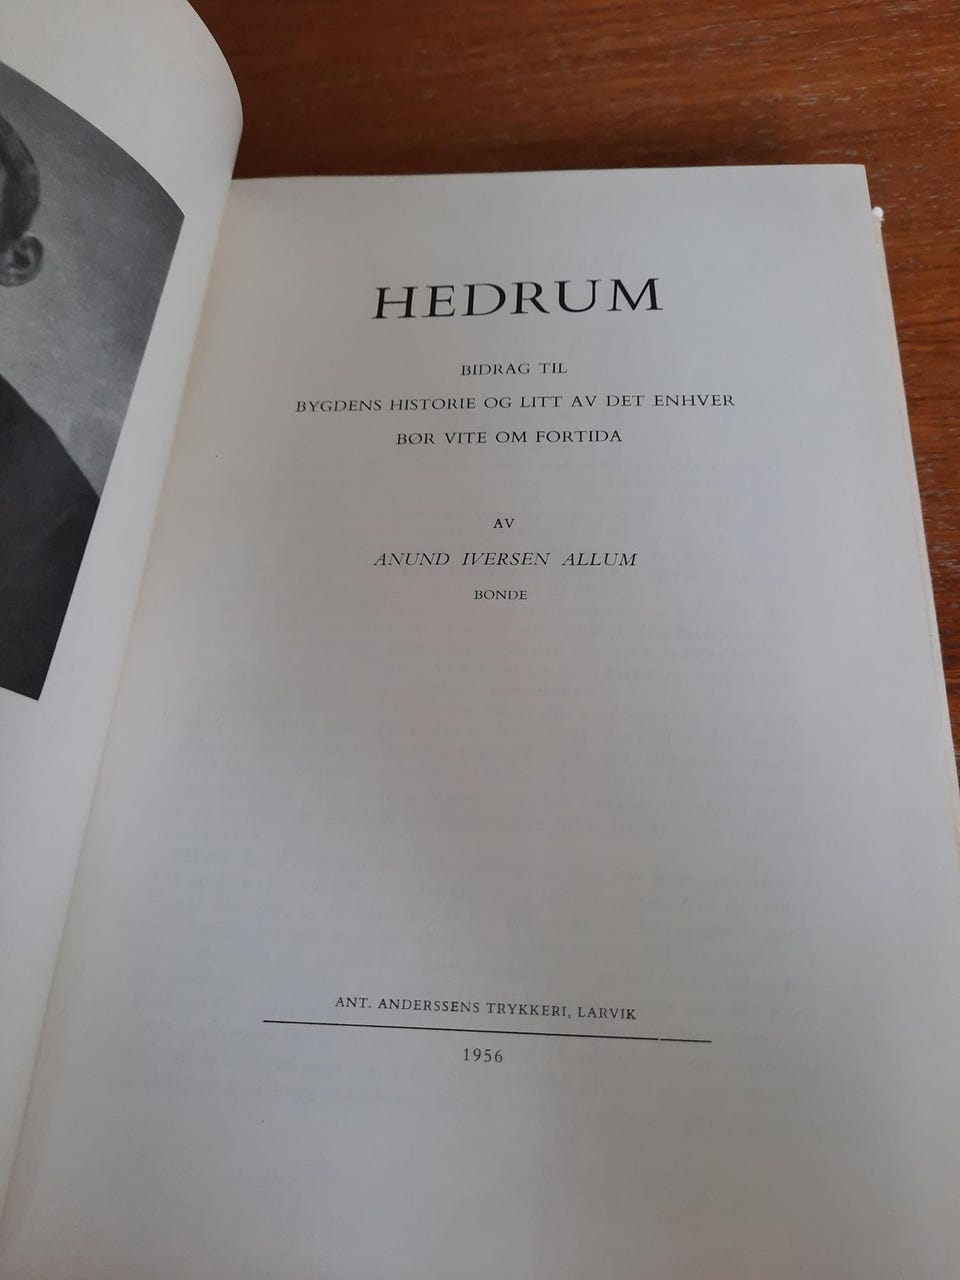 HEDRUM
BIDRAG TIL
BYGDENS HISTORIE OG LITT AV DET ENHVER
BØR VITE OM FORTIDA
AV
ANUND IVERSEN ALLUM
BONDE
ANT. ANDERSSENS TRYKKERI, LARVIK
1956